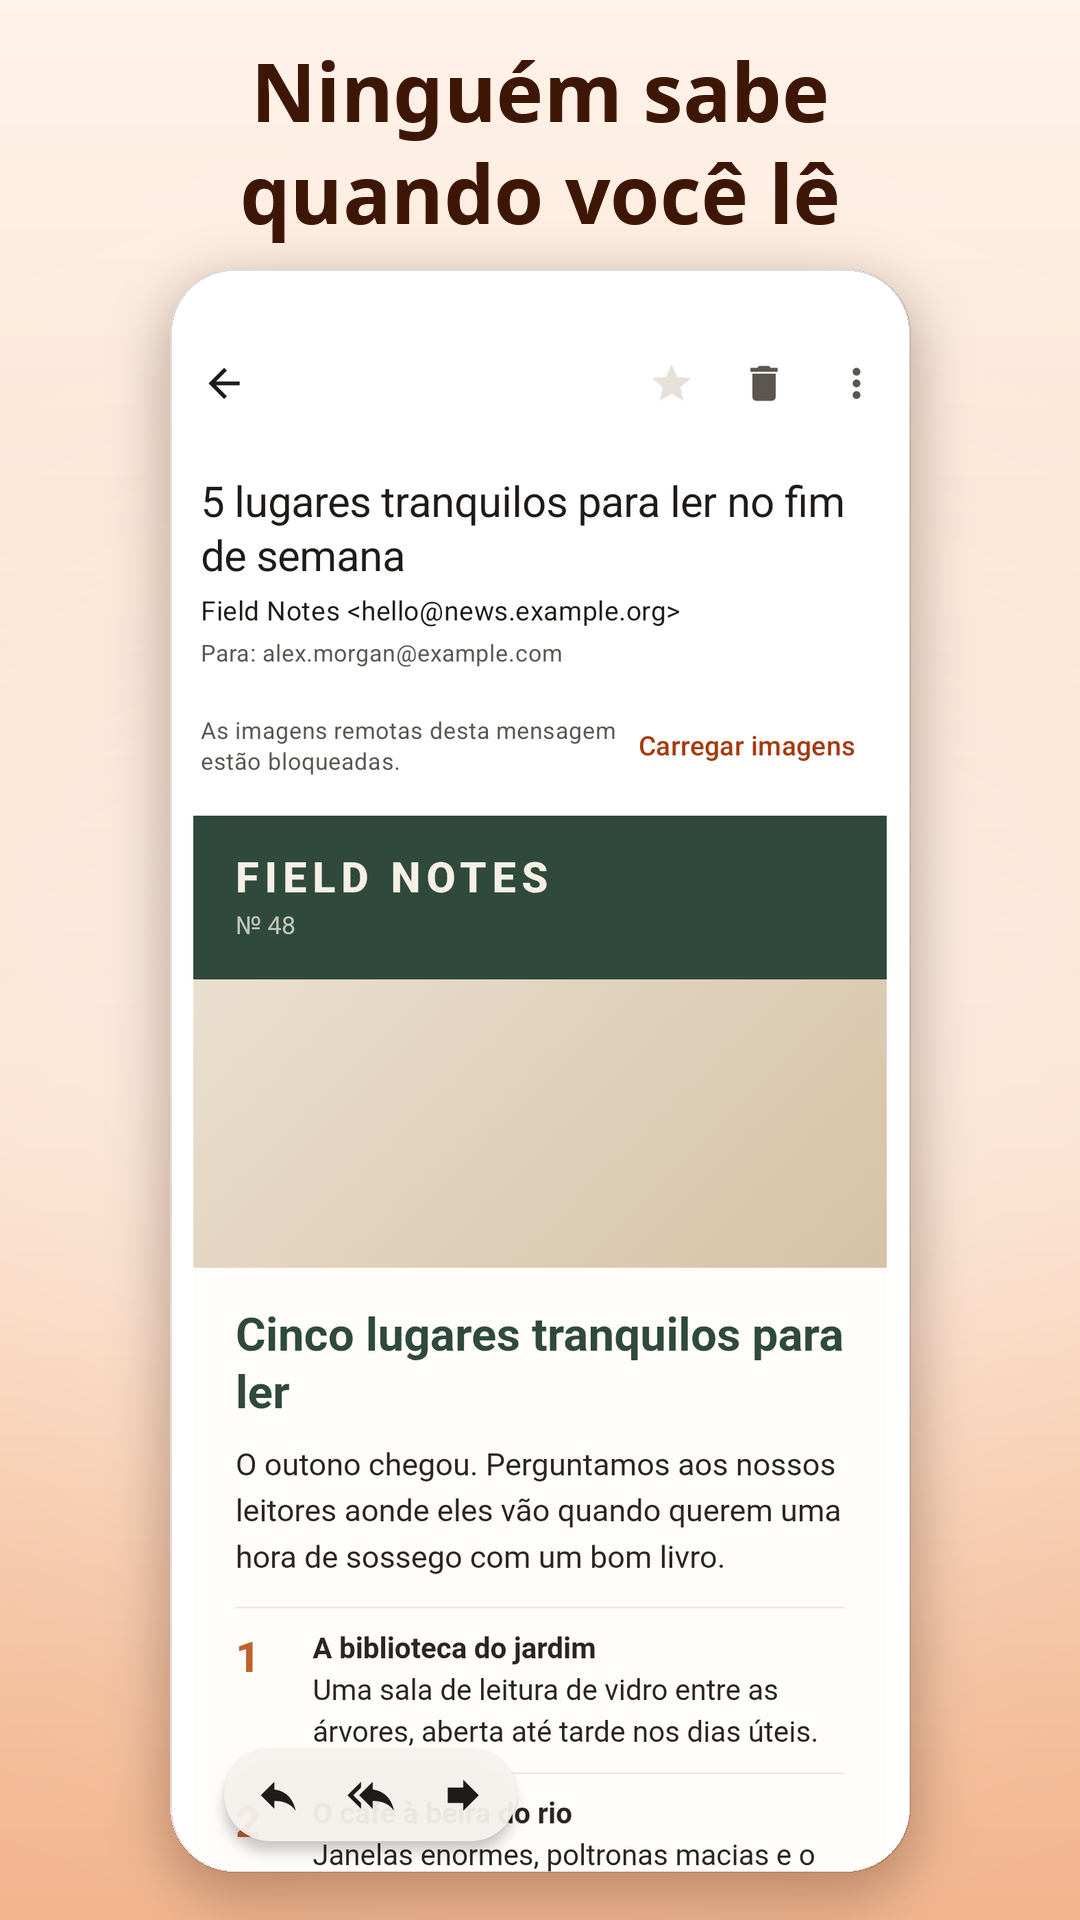 Ninguém sabe
quando você lê
5 lugares tranquilos para ler no fim
de semana
Field Notes <hello@news.example.org>
Para: alex.morgan@example.com
As imagens remotas desta mensagem
estão bloqueadas.
Carregar imagens
FIELD NOTES
Nº 48
Cinco lugares tranquilos para
ler
O outono chegou. Perguntamos aos nossos
leitores aonde eles vão quando querem uma
hora de sossego com um bom livro.
1
A biblioteca do jardim
Uma sala de leitura de vidro entre as
árvores, aberta até tarde nos dias úteis.
2
O café à beira do rio
Janelas enormes, poltronas macias e o